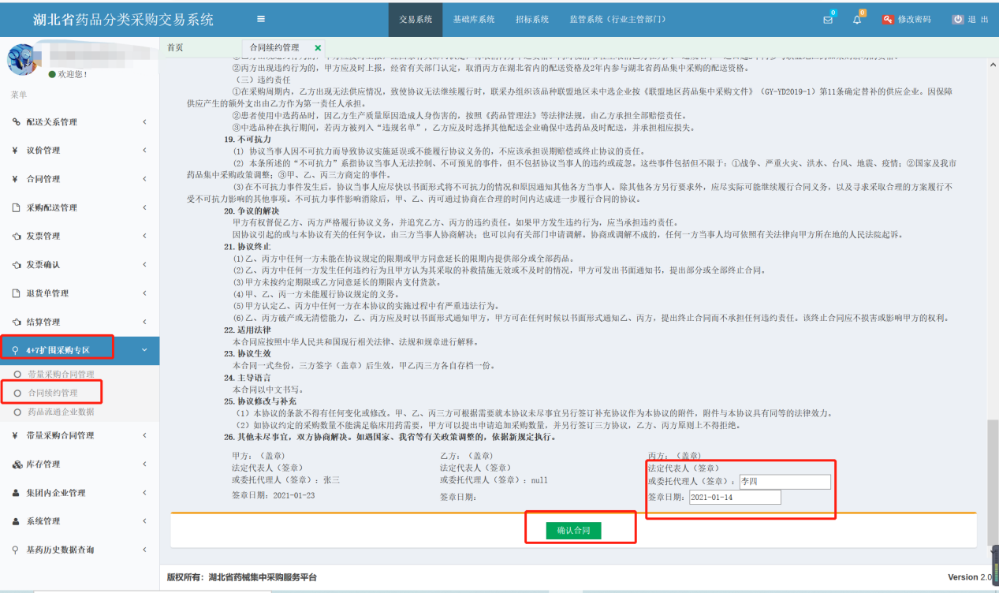 湖北省药品分类采购交易系统
交易系统
基础库系统
招标系统
监管系统（行业主管部门）
0
0
修改密码
退 出
首页
合同续约管理
欢迎您！
菜单
配送关系管理
议价管理
合同管理
采购配送管理
发票管理
发票确认
退货单管理
结算管理
4+7扩围采购专区
带量采购合同管理
合同续约管理
药品流通企业数据
带量采购合同管理
库存管理
集团内企业管理
系统管理
基药历史数据查询
②丙方出现违约行为的，甲方应及时上报，经省有关部门认定，取消丙方在湖北省内的配送资格及2年内参与湖北省药品集中采购的配送资格。
（三）违约责任
①在采购周期内，乙方出现无法供应情况，致使协议无法继续履行时，联采办组织该品种联盟地区未中选企业按《联盟地区药品集中采购文件》（GY-YD2019-1）第11条确定替补的供应企业。因保障
供应产生的额外支出由乙方作为第一责任人承担。
②患者使用中选药品时，因乙方生产质量原因造成人身伤害的，按照《药品管理法》等法律法规，由乙方承担全部赔偿责任。
③中选品种在执行期间，若丙方被列入“违规名单”，乙方应及时选择其他配送企业确保中选药品及时配送，并承担相应损失。
19. 不可抗力
(1) 协议当事人因不可抗力而导致协议实施延误或不能履行协议义务的，不应该承担误期赔偿或终止协议的责任。
(2) 本条所述的“不可抗力”系指协议当事人无法控制、不可预见的事件，但不包括协议当事人的违约或疏忽。这些事件包括但不限于：①战争、严重火灾、洪水、台风、地震、疫情；②国家及我市
药品集中采购政策调整；③甲、乙、丙三方商定的事件。
(3)在不可抗力事件发生后，协议当事人应尽快以书面形式将不可抗力的情况和原因通知其他各方当事人。除其他各方另行要求外，应尽实际可能继续履行合同义务，以及寻求采取合理的方案履行不
受不可抗力影响的其他事项。不可抗力事件影响消除后，甲、乙、丙可通过协商在合理的时间内达成进一步履行合同的协议。
20. 争议的解决
甲方有权督促乙方、丙方严格履行协议义务，并追究乙方、丙方的违约责任。如果甲方发生违约行为，应当承担违约责任。
因协议引起的或与本协议有关的任何争议，由三方当事人协商解决；也可以向有关部门申请调解。协商或调解不成的，任何一方当事人均可依照有关法律向甲方所在地的人民法院起诉。
21. 协议终止
(1)乙、丙方中任何一方未能在协议规定的限期或甲方同意延长的限期内提供部分或全部药品。
(2)乙、丙方中任何一方发生任何违约行为且甲方认为其采取的补救措施无效或不及时的情况，甲方可发出书面通知书，提出部分或全部终止合同。
(3)甲方未按约定期限或乙方同意延长的期限内支付货款。
(4)甲、乙、丙一方未能履行协议规定的义务。
(5)甲方认定乙、丙方中任何一方在本协议的实施过程中有严重违法行为。
(6)乙、丙方破产或无清偿能力，乙、丙方应及时以书面形式通知甲方，甲方可在任何时候以书面形式通知乙、丙方，提出终止合同而不承担任何违约责任。该终止合同应不损害或影响甲方的权利。
22. 适用法律
本合同应按照中华人民共和国现行相关法律、法规和规章进行解释。
23. 协议生效
本合同一式叁份，三方签字（盖章）后生效，甲乙丙三方各自存档一份。
24. 主导语言
本合同以中文书写。
25. 协议修改与补充
（1）本协议的条款不得有任何变化或修改。甲、乙、丙三方可根据需要就本协议未尽事宜另行签订补充协议作为本协议的附件，附件与本协议具有同等的法律效力。
（2）如协议约定的采购数量不能满足临床用药需要，甲方可以提出申请追加采购数量，并另行签订三方协议，乙方、丙方原则上不得拒绝。
26. 其他未尽事宜，双方协商解决。如遇国家、我省等有关政策调整的，依据新规定执行。
甲方：（盖章）
法定代表人（签章）
或委托代理人（签章）：张三
签章日期：2021-01-23
乙方：（盖章）
法定代表人（签章）
或委托代理人（签章）：null
签章日期：
丙方：（盖章）
法定代表人（签章）
或委托代理人（签章）：李四
签章日期：2021-01-14
确认合同
版权所有：湖北省药械集中采购服务平台
Version 2.0